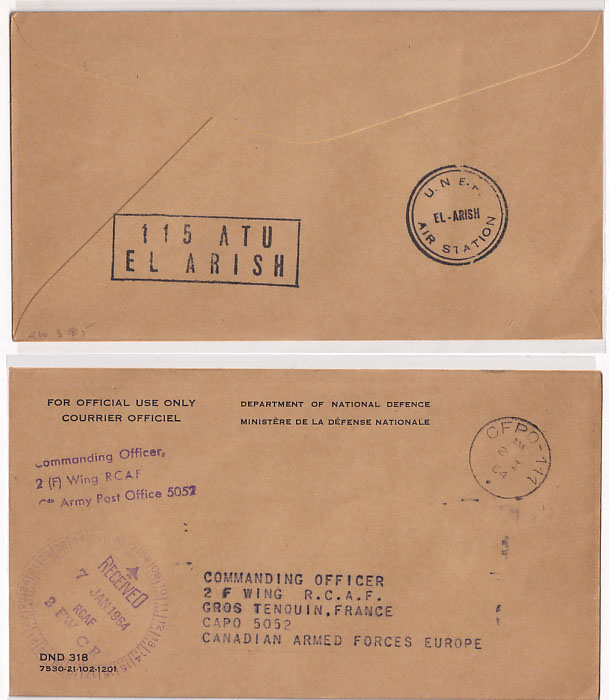 115 ATU
EL ARISH
U.N.E.F.
EL-ARISH
AIR STATION
FOR OFFICIAL USE ONLY
COURRIER OFFICIEL
DEPARTMENT OF NATIONAL DEFENCE
MINISTÈRE DE LA DÉFENSE NATIONALE
Commanding Officer,
2 (F) Wing RCAF
Army Post Office 5052
CFPO-111
RECEIVED
7 JAN 1964
RCAF
CR
COMMANDING OFFICER
2 F WING R.C.A.F.
GROS TENQUIN, FRANCE
CAPO 5052
CANADIAN ARMED FORCES EUROPE
DND 318
7530-21-102-1201